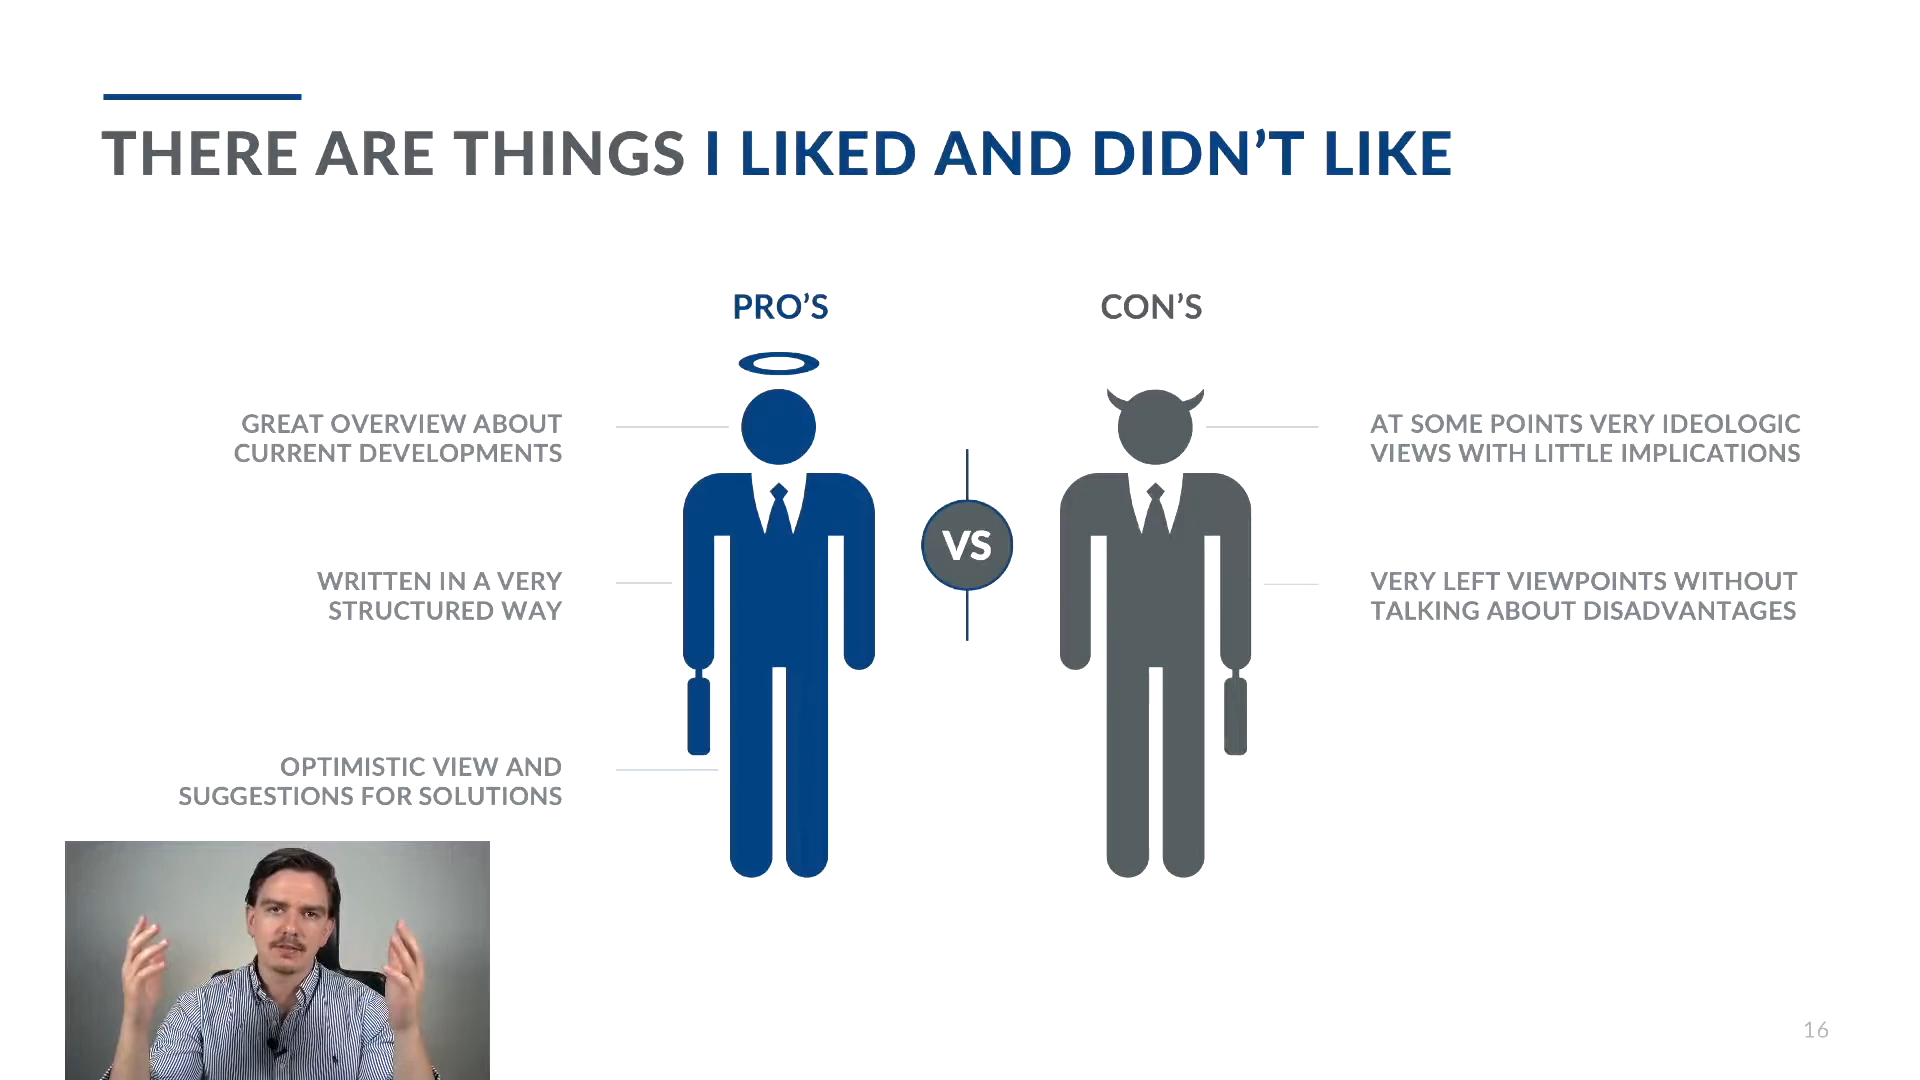 THERE ARE THINGS I LIKED AND DIDN’T LIKE
PRO’S
GREAT OVERVIEW ABOUT
CURRENT DEVELOPMENTS
WRITTEN IN A VERY
STRUCTURED WAY
OPTIMISTIC VIEW AND
SUGGESTIONS FOR SOLUTIONS
VS
CON’S
AT SOME POINTS VERY IDEOLOGIC
VIEWS WITH LITTLE IMPLICATIONS
VERY LEFT VIEWPOINTS WITHOUT
TALKING ABOUT DISADVANTAGES
16